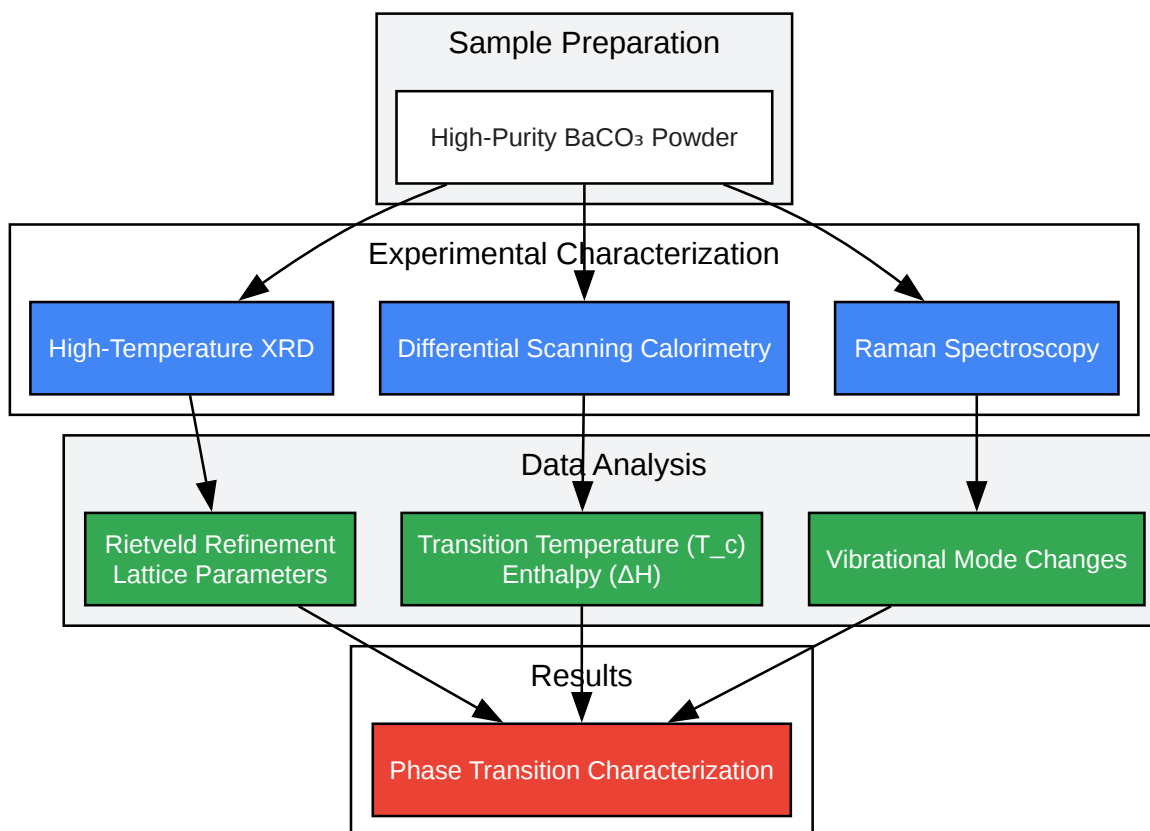 Sample Preparation
High-Purity BaCO₃ Powder
Experimental Characterization
High-Temperature XRD
Differential Scanning Calorimetry
Raman Spectroscopy
Data Analysis
Rietveld Refinement
Lattice Parameters
Transition Temperature (T_c)
Enthalpy (ΔH)
Vibrational Mode Changes
Results
Phase Transition Characterization